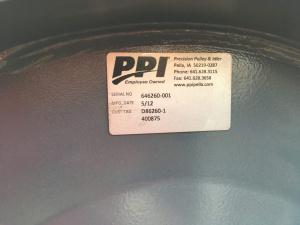 PPI
Employee Owned
Precision Pulley & Idler
Pella, IA 50219-0287
Phone: 641.628.3115
Fax: 641.628.3658
www.ppipella.com
SERIAL NO 646260-001
MFG. DATE 5/12
CUST TAG D86260-1
400875